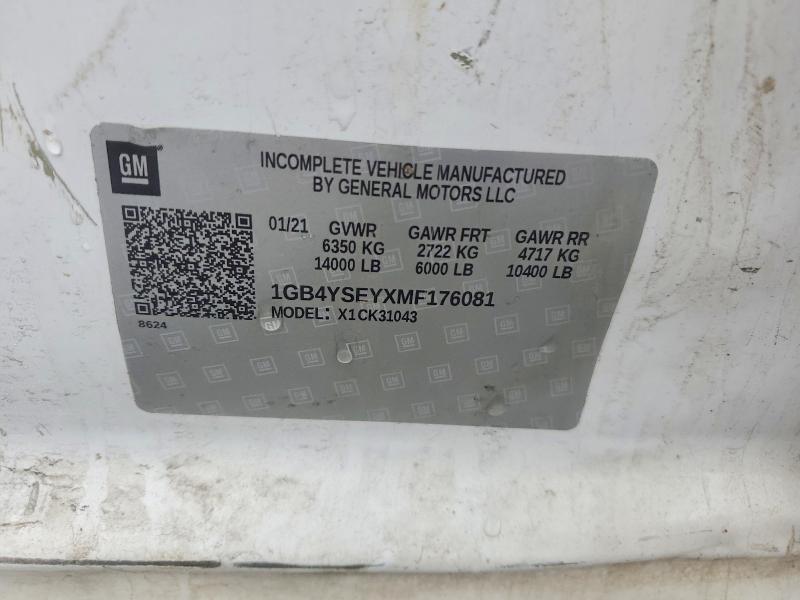 GM
INCOMPLETE VEHICLE MANUFACTURED
BY GENERAL MOTORS LLC
01/21 GVWR GAWR FRT GAWR RR
6350 KG 2722 KG 4717 KG
14000 LB 6000 LB 10400 LB
1GB4YSEYXMF176081
MODEL: X1CK31043
8624